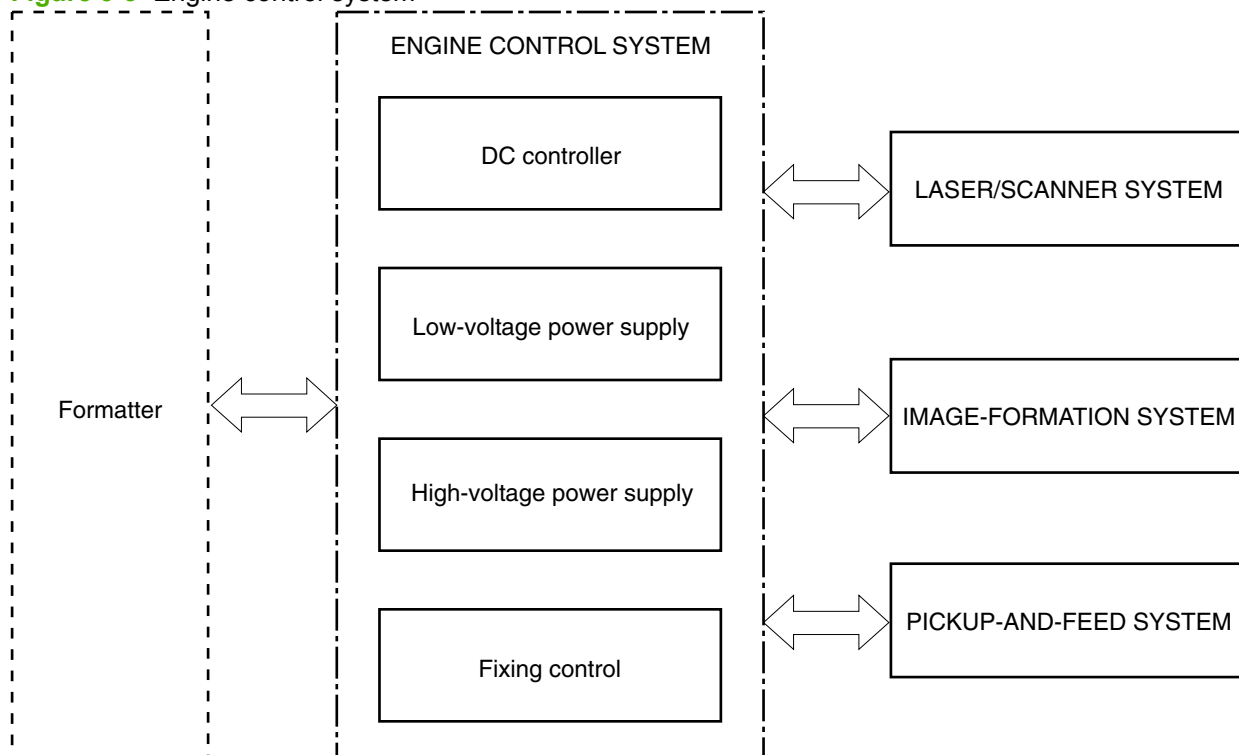 Engine control system
ENGINE CONTROL SYSTEM
DC controller
LASER/SCANNER SYSTEM
Low-voltage power supply
Formatter
IMAGE-FORMATION SYSTEM
High-voltage power supply
PICKUP-AND-FEED SYSTEM
Fixing control